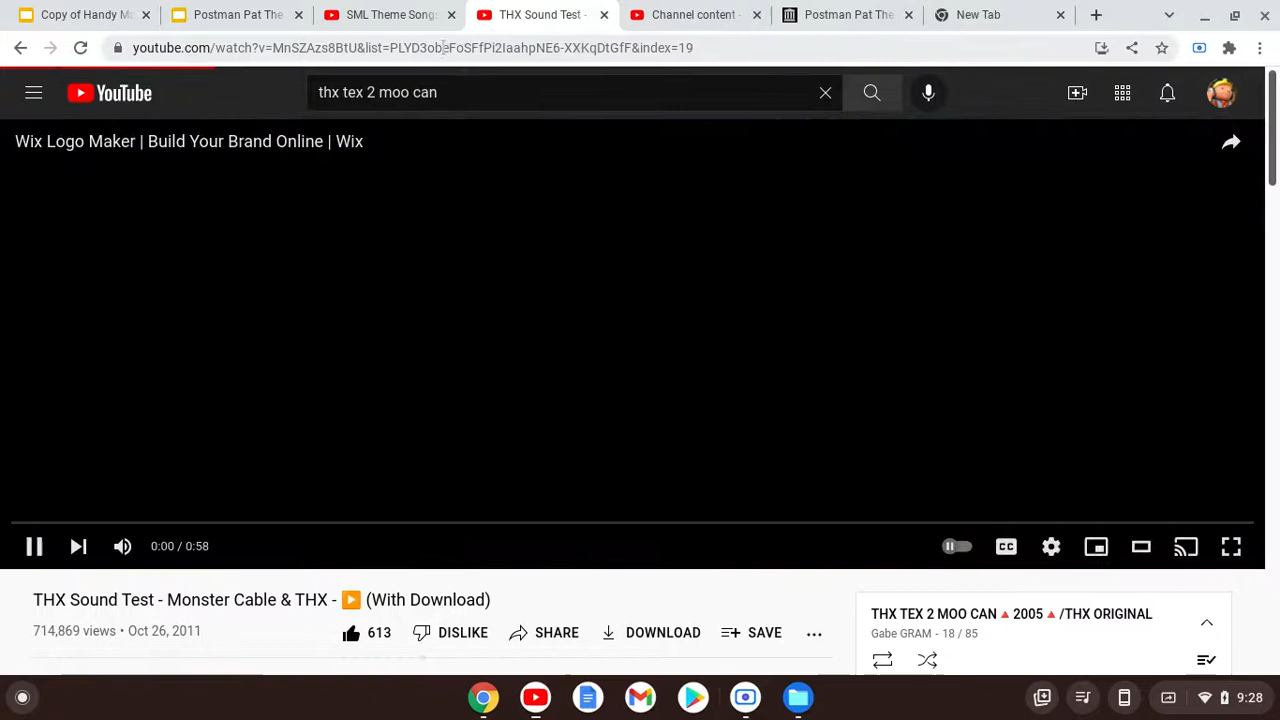 Copy of Handy Ma
Postman Pat The
SML Theme Song
THX Sound Test -
Channel content -
Postman Pat The
New Tab
youtube.com/watch?v=MnSZAzs8BtU&list=PLYD3obeFoSFfPi2IaahpNE6-XXKqDtGfF&index=19
YouTube
thx tex 2 moo can
Wix Logo Maker | Build Your Brand Online | Wix
0:00 / 0:58
CC
THX Sound Test - Monster Cable & THX - ▶️ (With Download)
714,869 views • Oct 26, 2011
613
DISLIKE
SHARE
DOWNLOAD
SAVE
THX TEX 2 MOO CAN🔺2005🔺/THX ORIGINAL
Gabe GRAM - 18 / 85
9:28